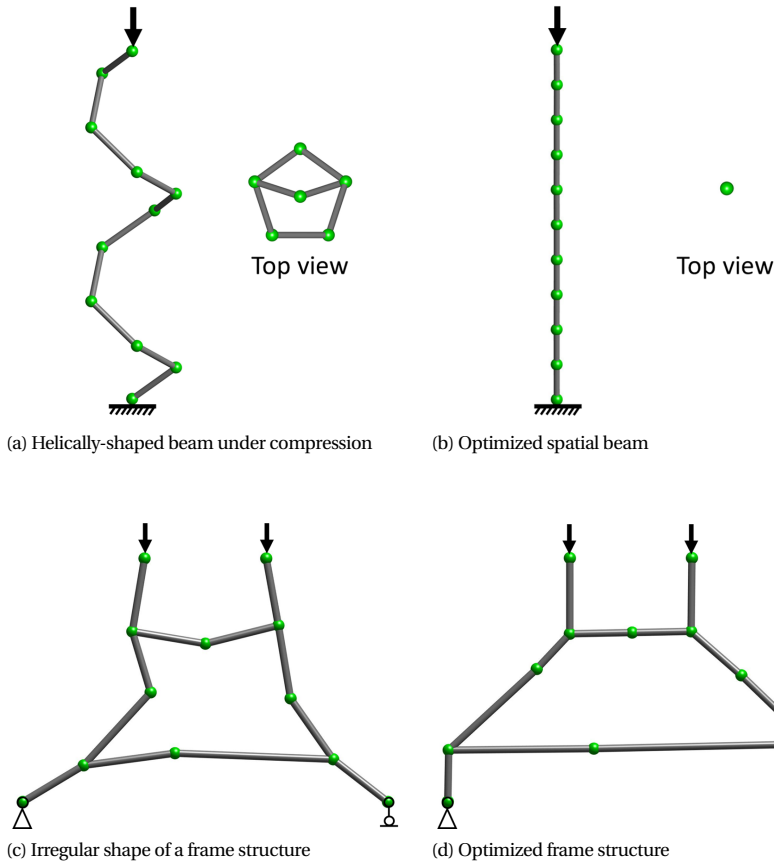 Top view
Top view
(a) Helically-shaped beam under compression
(b) Optimized spatial beam
(c) Irregular shape of a frame structure
(d) Optimized frame structure